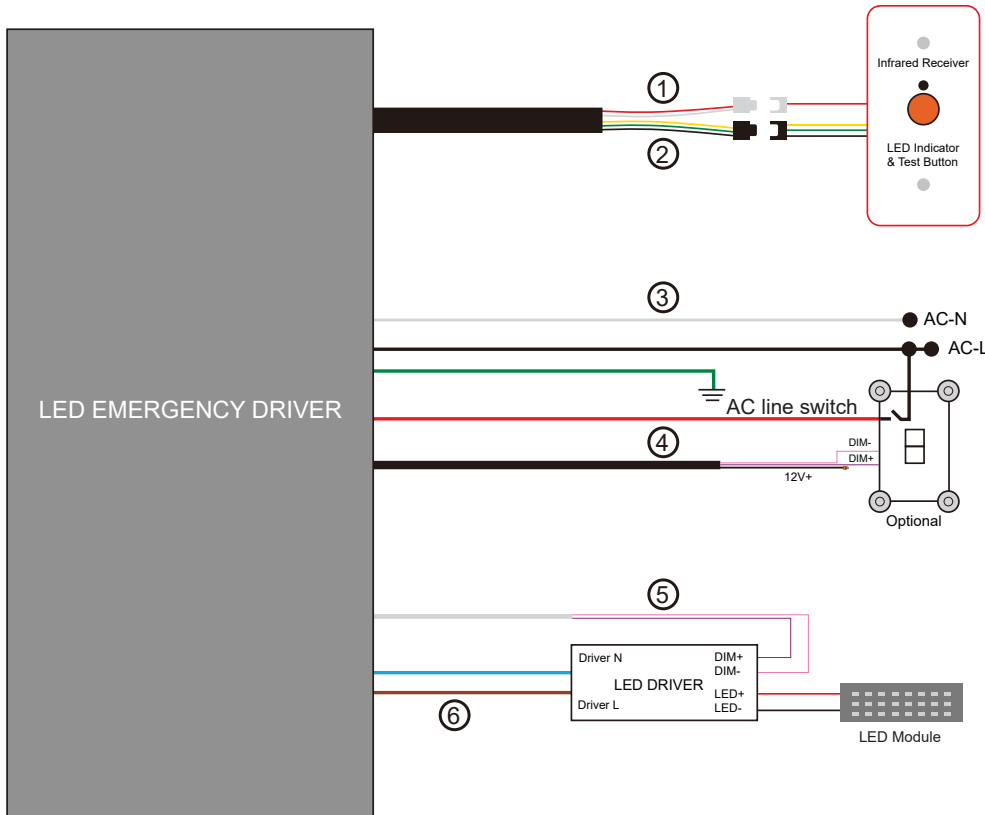 ①
Infrared Receiver
②
LED Indicator
& Test Button
③
AC-N
AC-L
LED EMERGENCY DRIVER
AC line switch
④
DIM-
DIM+
12V+
Optional
⑤
Driver N
DIM+
DIM-
LED DRIVER
LED+
Driver L
LED-
⑥
LED Module